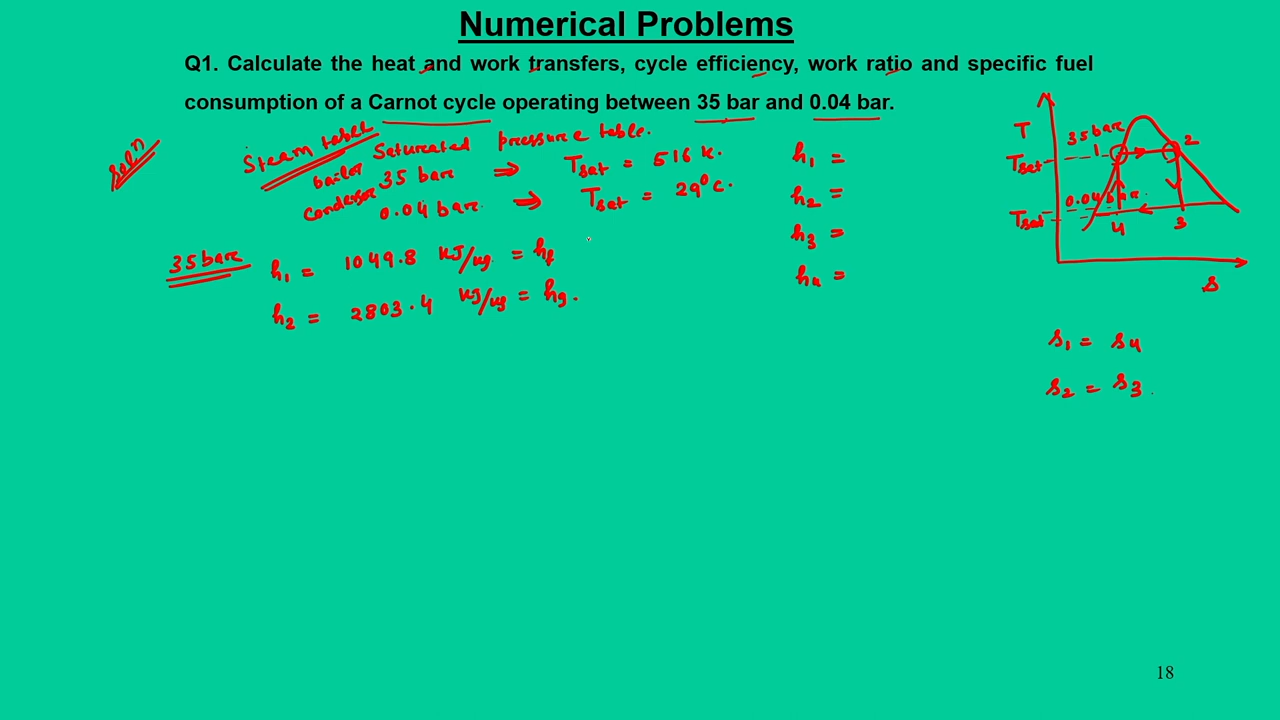 Numerical Problems
Q1. Calculate the heat and work transfers, cycle efficiency, work ratio and specific fuel
consumption of a Carnot cycle operating between 35 bar and 0.04 bar.
Soln
Steam table
Saturated pressure table.
boiler 35 bar ⇒ Tsat = 516 K.
Condensor 0.04 bar. ⇒ Tsat = 29°C.
35 bar
h1 = 1049.8 KJ/kg. = hf
h2 = 2803.4 KJ/kg = hg.
h1 =
h2 =
h3 =
h4 =
T
35 bar
1
2
Tsat
0.04 bar.
Tsat
4
3
S
S1 = S4
S2 = S3.
18